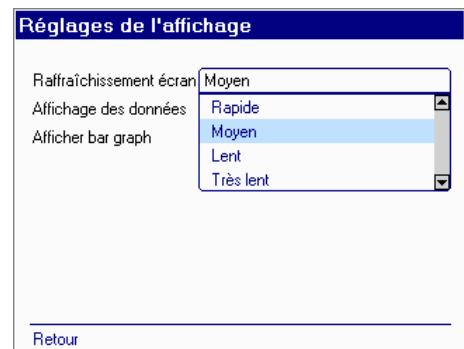 Réglages de l'affichage
Raffraîchissement écran Moyen
Affichage des données Rapide
Afficher bar graph Moyen
Lent
Très lent
Retour